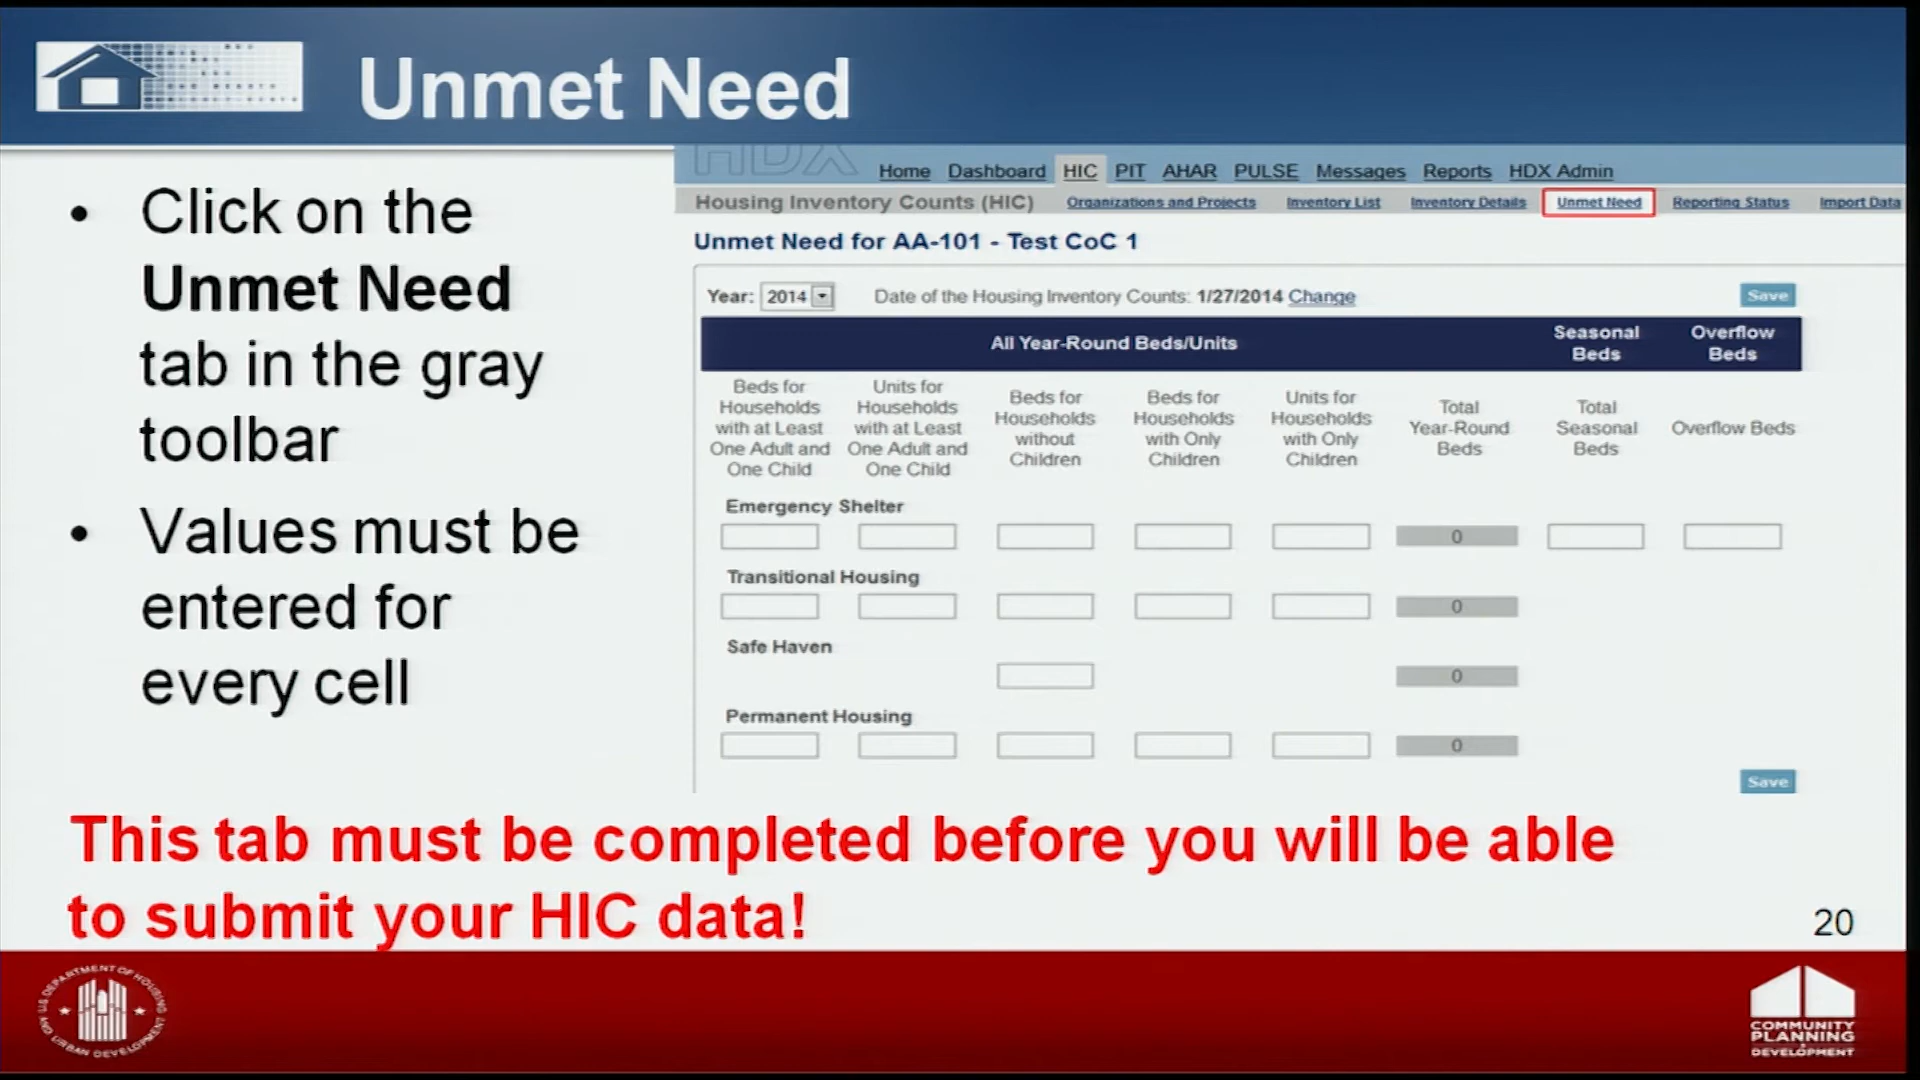 Unmet Need
• Click on the
Unmet Need
tab in the gray
toolbar
• Values must be
entered for
every cell
HDX
Home Dashboard HIC PIT AHAR PULSE Messages Reports HDX Admin
Housing Inventory Counts (HIC) Organizations and Projects Inventory List Inventory Details Unmet Need Reporting Status Import Data
Unmet Need for AA-101 - Test CoC 1
Year: 2014 Date of the Housing Inventory Counts: 1/27/2014 Change Save
All Year-Round Beds/Units
Seasonal
Beds
Overflow
Beds
Beds for
Households
with at Least
One Adult and
One Child
Units for
Households
with at Least
One Adult and
One Child
Beds for
Households
without
Children
Beds for
Households
with Only
Children
Units for
Households
with Only
Children
Total
Year-Round
Beds
Total
Seasonal
Beds
Overflow Beds
Emergency Shelter
0
Transitional Housing
0
Safe Haven
0
Permanent Housing
0
Save
This tab must be completed before you will be able
to submit your HIC data!
20
U.S. DEPARTMENT OF HOUSING
AND URBAN DEVELOPMENT
COMMUNITY
PLANNING
DEVELOPMENT